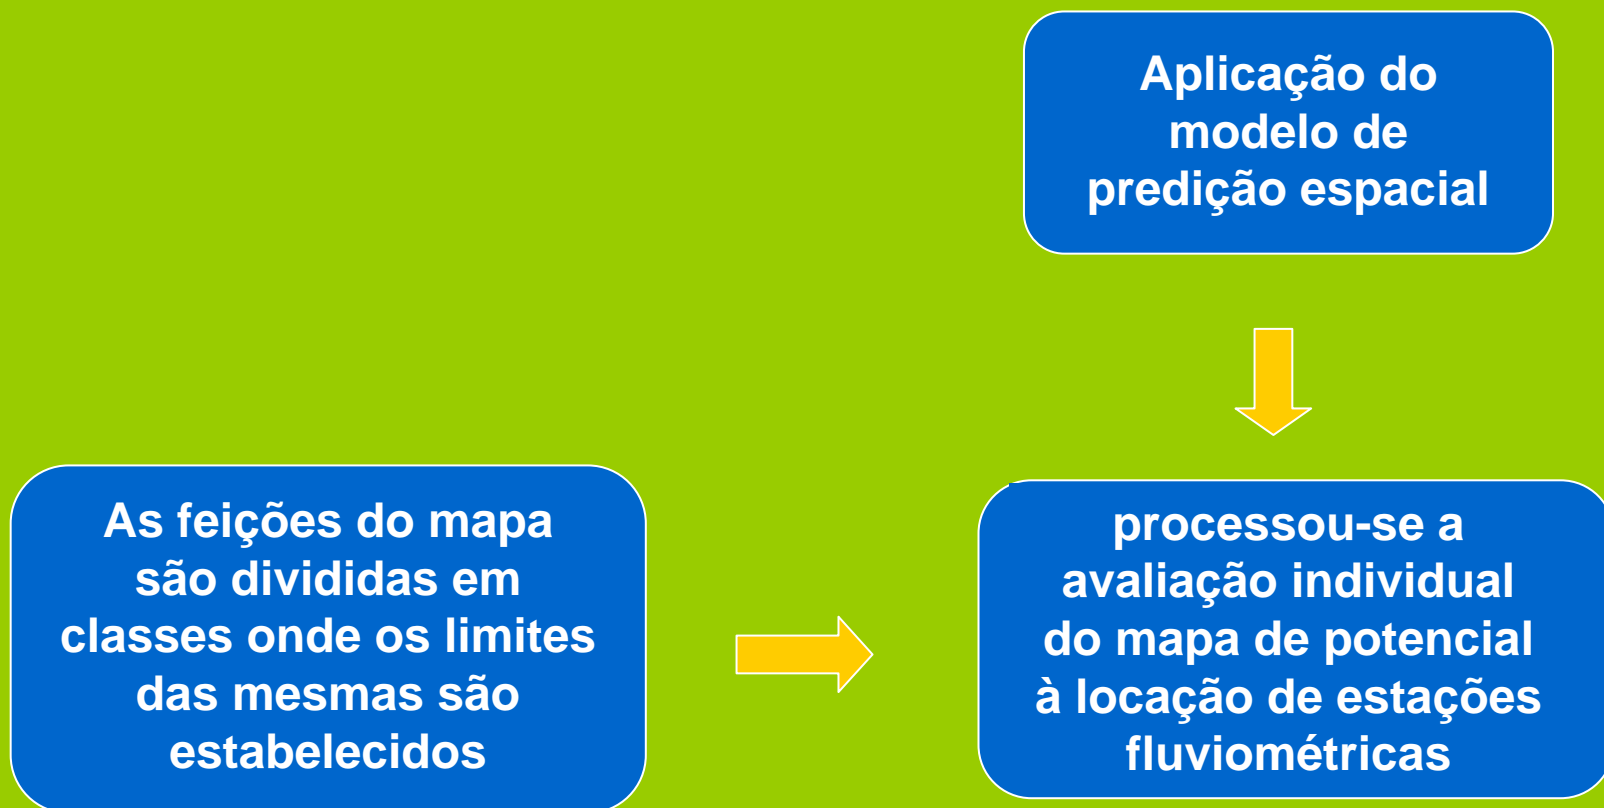 Aplicação do
modelo de
predição espacial
As feições do mapa
são divididas em
classes onde os limites
das mesmas são
estabelecidos
processou-se a
avaliação individual
do mapa de potencial
à locação de estações
fluviométricas